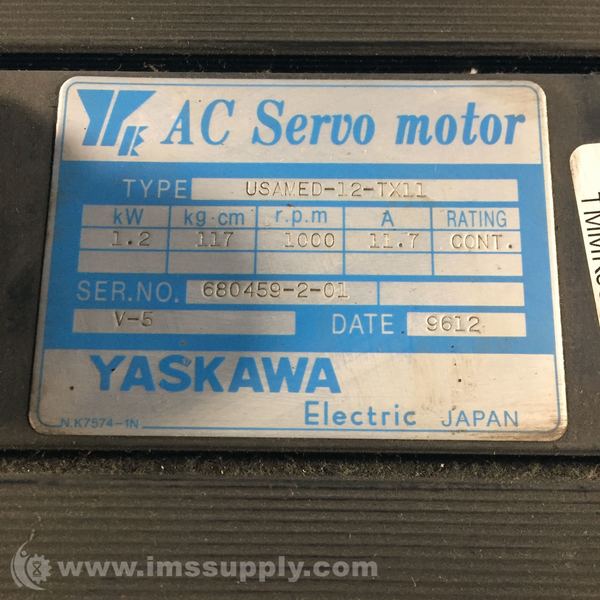 YK AC Servo motor
TYPE USAMED-12-TX11
kW kg·cm r.p.m A RATING
1.2 117 1000 11.7 CONT.
SER.NO. 680459-2-01
V-5 DATE 9612
YASKAWA
Electric JAPAN
N.K7574-1N
www.imssupply.com